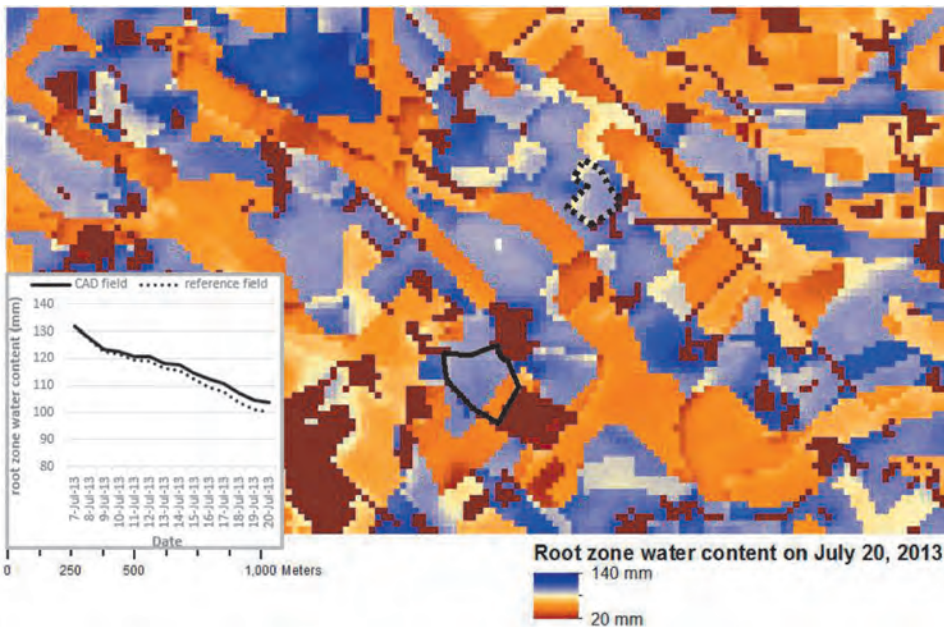 CAD field reference field
root zone water content (mm)
140
130
120
110
100
90
80
7-Jul-13
8-Jul-13
9-Jul-13
10-Jul-13
11-Jul-13
12-Jul-13
13-Jul-13
14-Jul-13
15-Jul-13
16-Jul-13
17-Jul-13
18-Jul-13
19-Jul-13
20-Jul-13
Date
0 250 500 1,000 Meters
Root zone water content on July 20, 2013
140 mm
20 mm